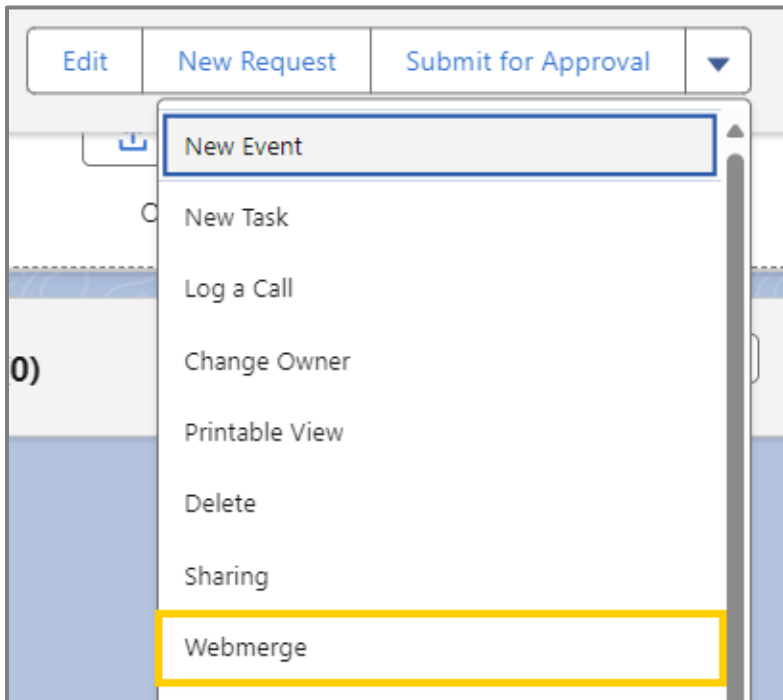 Edit New Request Submit for Approval
New Event
New Task
Log a Call
Change Owner
(0)
Printable View
Delete
Sharing
Webmerge